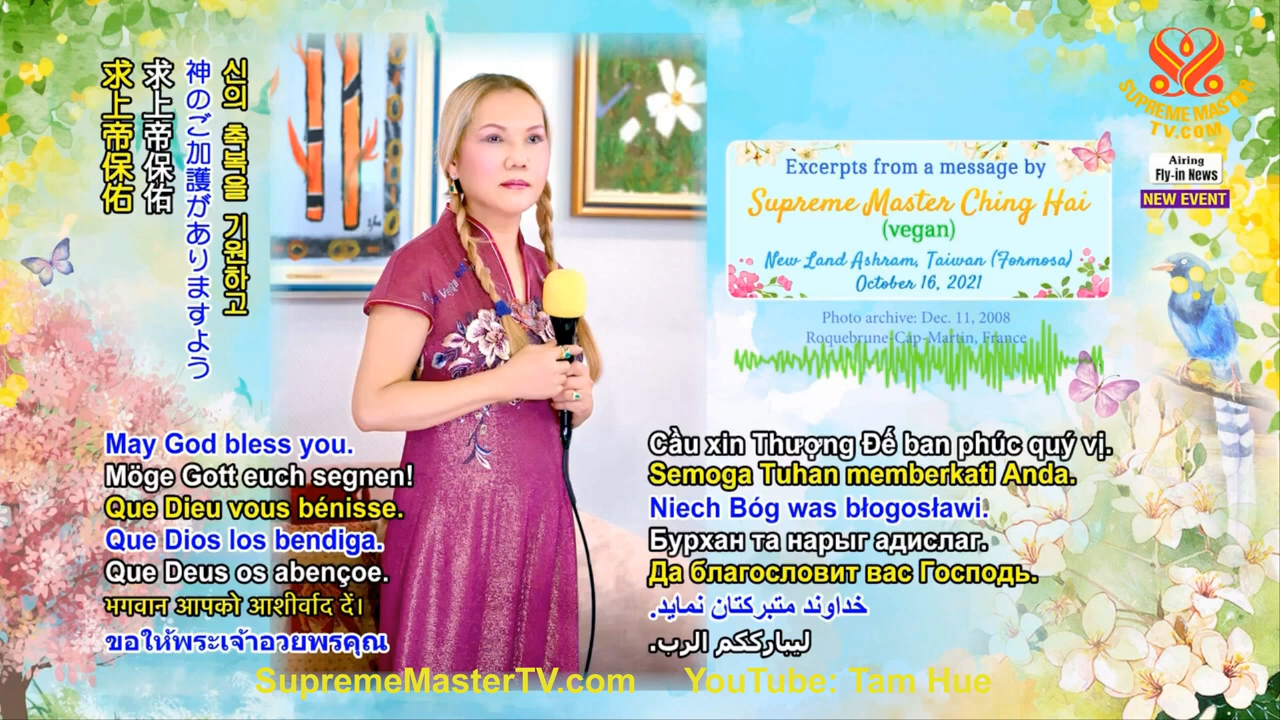 求上帝保佑
求上帝保佑
神のご加護がありますよう
신의 축복을 기원하고
SUPREME MASTER
TV.COM
Airing
Fly-in News
NEW EVENT
Excerpts from a message by
Supreme Master Ching Hai
(vegan)
New Land Ashram, Taiwan (Formosa)
October 16, 2021
Photo archive: Dec. 11, 2008
Roquebrune-Cap-Martin, France
May God bless you.
Möge Gott euch segnen!
Que Dieu vous bénisse.
Que Dios los bendiga.
Que Deus os abençoe.
भगवान आपको आशीर्वाद दें।
ขอให้พระเจ้าอวยพรคุณ
Cầu xin Thượng Đế ban phúc quý vị.
Semoga Tuhan memberkati Anda.
Niech Bóg was błogosławi.
Бурхан та нарыг адислаг.
Да благословит вас Господь.
خداوند متبرکتان نماید.
ليبارككم الرب.
SupremeMasterTV.com
YouTube: Tam Hue